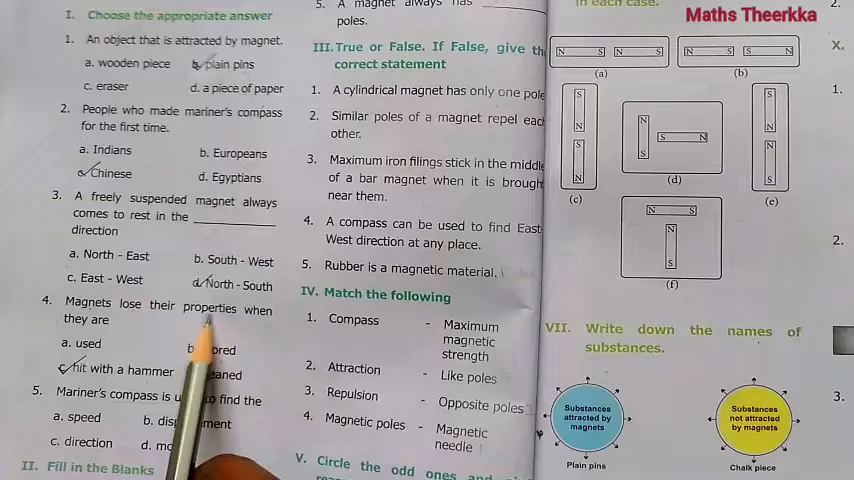 I. Choose the appropriate answer
1. An object that is attracted by magnet.
a. wooden piece b. plain pins
c. eraser d. a piece of paper
2. People who made mariner's compass
for the first time.
a. Indians b. Europeans
c. Chinese d. Egyptians
3. A freely suspended magnet always
comes to rest in the ____________
direction
a. North - East b. South - West
c. East - West d. North - South
4. Magnets lose their properties when
they are
a. used
c. hit with a hammer
5. Mariner's compass is to find the
a. speed
c. direction
II. Fill in the Blanks
5. A magnet always has ________
poles.
III. True or False. If False, give
correct statement
1. A cylindrical magnet has only one pole
2. Similar poles of a magnet repel
other.
3. Maximum iron filings stick in the middle
of a bar magnet when it is
near them.
4. A compass can be used to find East
West direction at any place.
5. Rubber is a magnetic material.
IV. Match the following
1. Compass - Maximum
magnetic
strength
2. Attraction - Like poles
3. Repulsion - Opposite poles
4. Magnetic poles - Magnetic
needle
V. Circle the odd ones and
in each case.
Maths Theerkka
N S N S
(a)
N S S N
(b)
S
N
S
N
(c)
N
S
S N
(d)
S
N
N
S
(e)
N S
N
S
(f)
VII. Write down the names of
substances.
Substances
attracted by
magnets
Plain pins
Substances
not attracted
by magnets
Chalk piece
2.
X.
1.
2.
3.